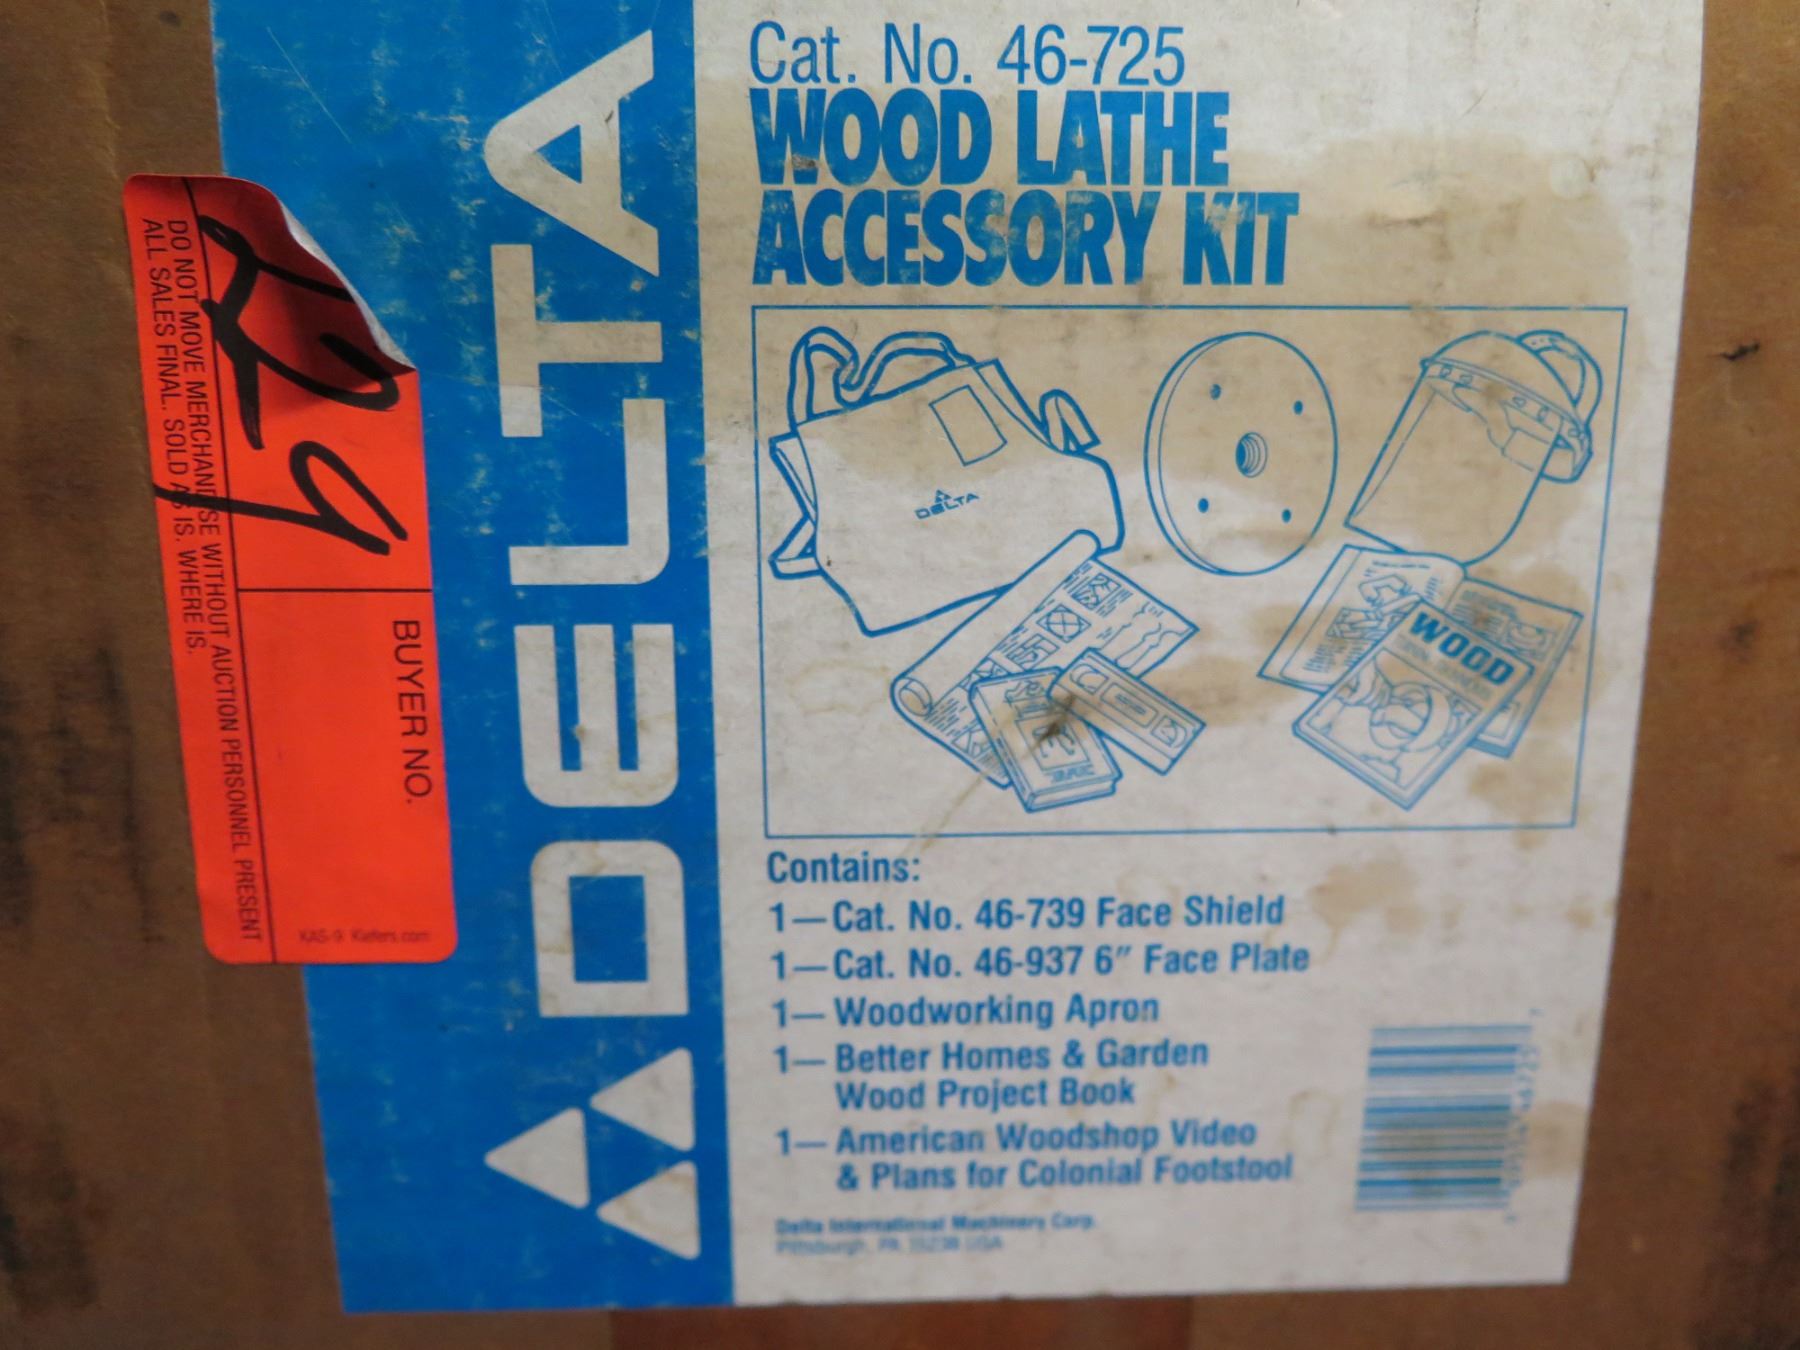 Cat. No. 46-725
WOOD LATHE
ACCESSORY KIT
DELTA
DELTA
WOOD
Contains:
1—Cat. No. 46-739 Face Shield
1—Cat. No. 46-937 6" Face Plate
1—Woodworking Apron
1—Better Homes & Garden
Wood Project Book
1—American Woodshop Video
& Plans for Colonial Footstool
Delta International Machinery Corp.
Pittsburgh, PA 15238 USA
BUYER NO.
DO NOT MOVE MERCHANDISE WITHOUT AUCTION PERSONNEL PRESENT
ALL SALES FINAL. SOLD AS IS. WHERE IS.
KAS-9 Kiefers.com